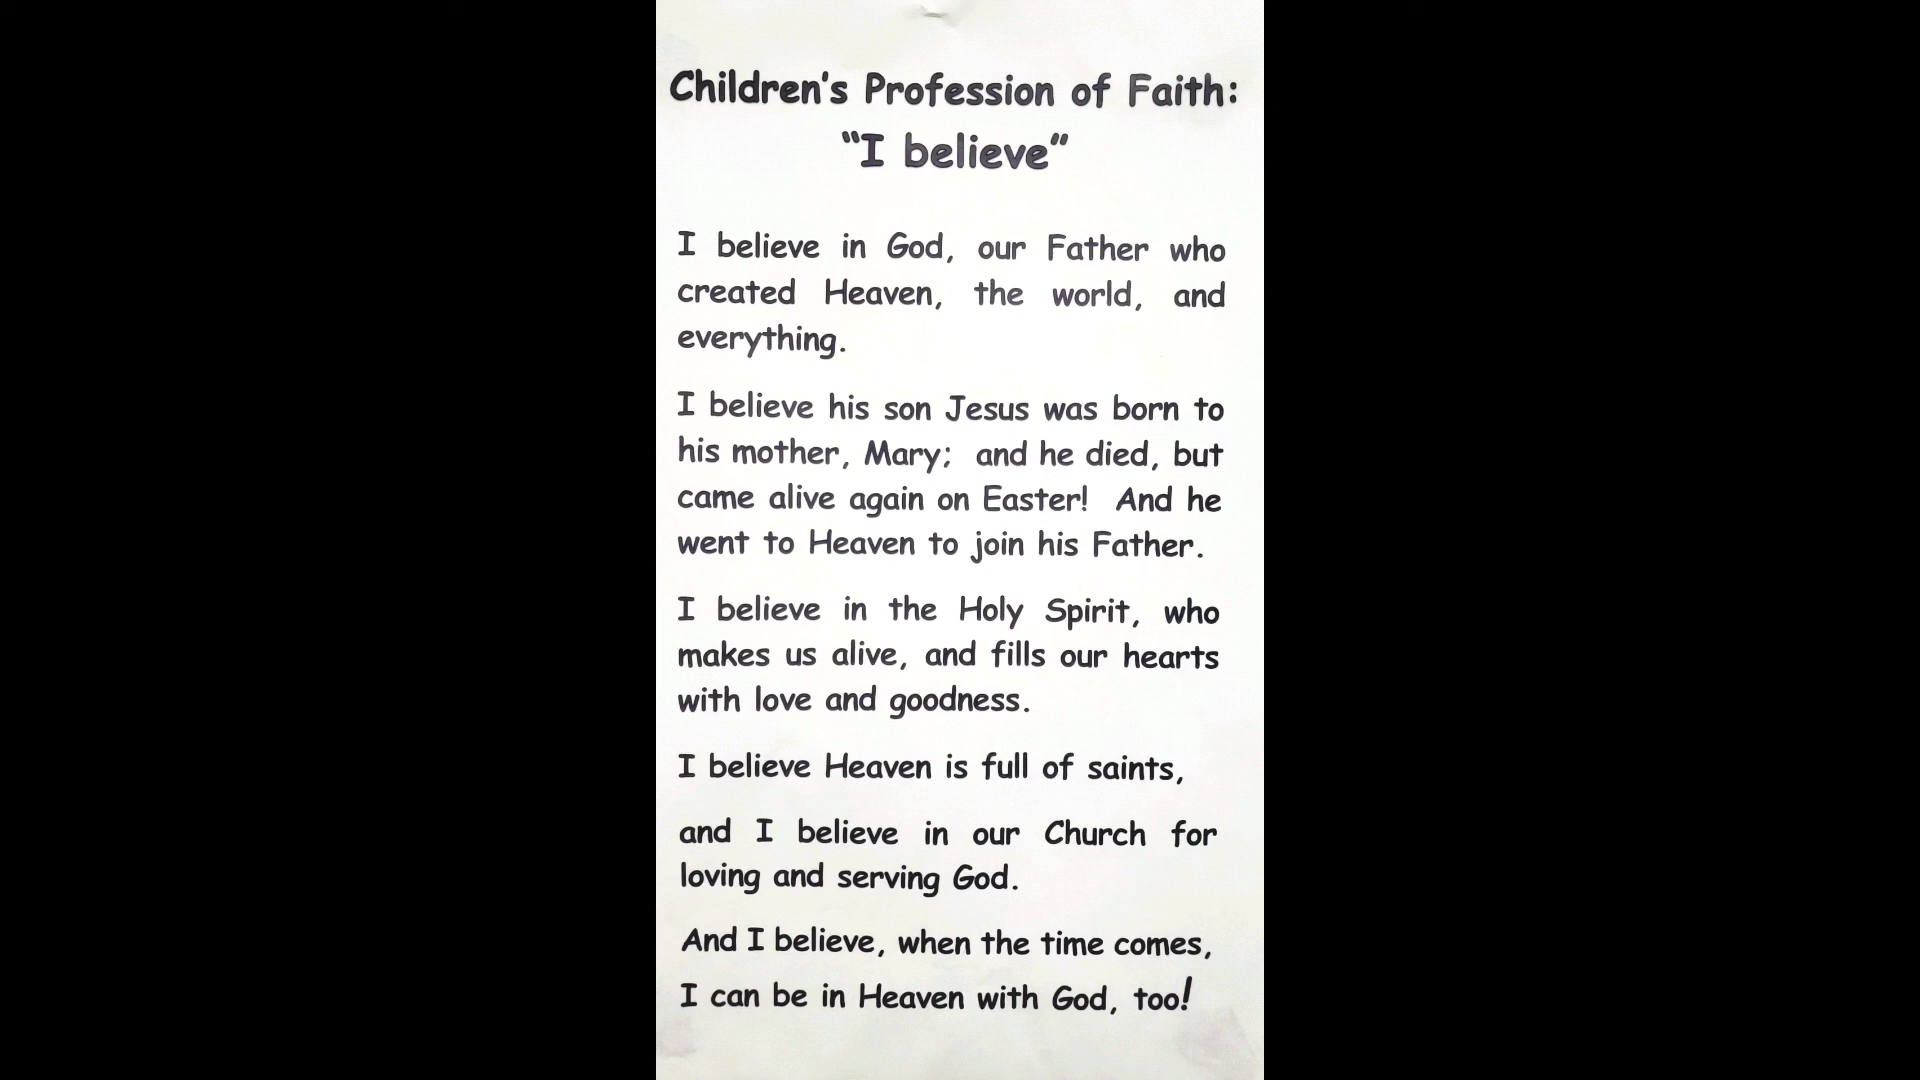 Children's Profession of Faith:
“I believe”
I believe in God, our Father who
created Heaven, the world, and
everything.
I believe his son Jesus was born to
his mother, Mary; and he died, but
came alive again on Easter! And he
went to Heaven to join his Father.
I believe in the Holy Spirit, who
makes us alive, and fills our hearts
with love and goodness.
I believe Heaven is full of saints,
and I believe in our Church for
loving and serving God.
And I believe, when the time comes,
I can be in Heaven with God, too!